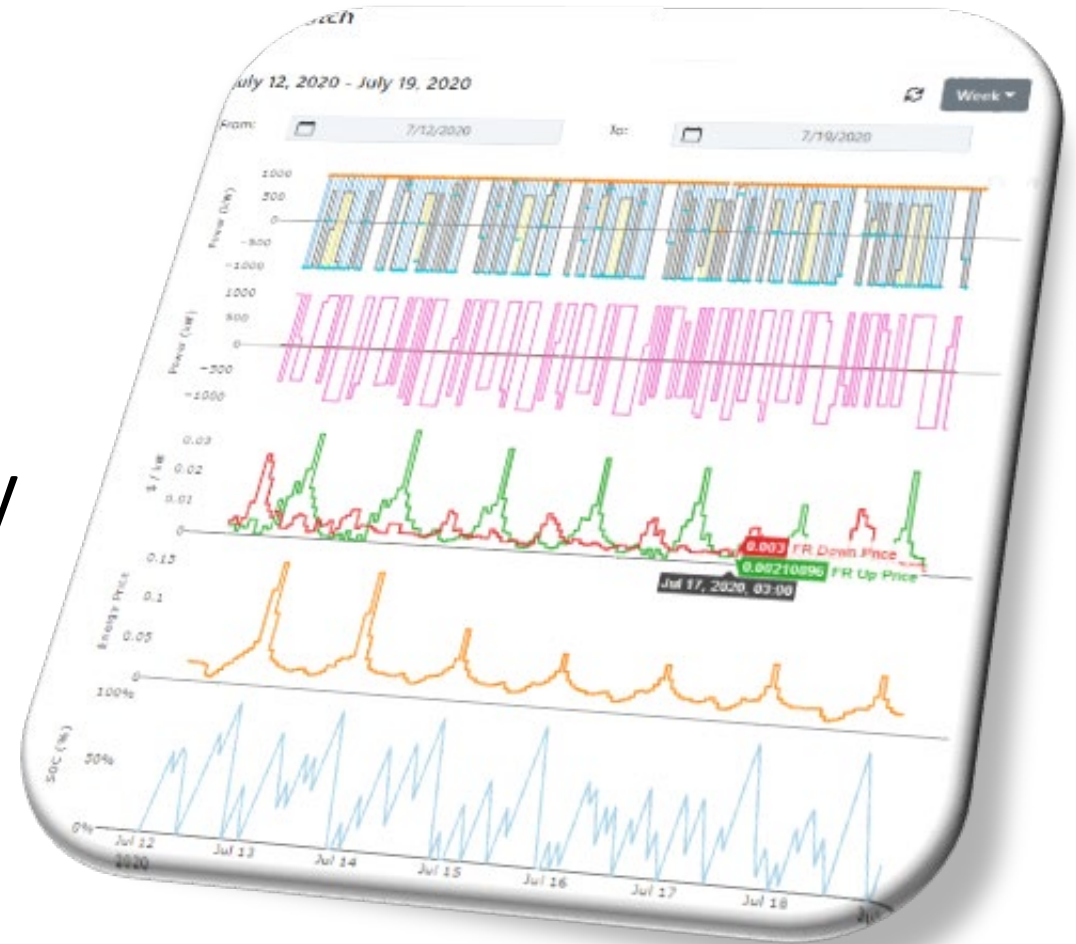 July 12, 2020 - July 19, 2020
Week
From:
7/12/2020
To:
7/19/2020
Power (kW)
1000
500
0
-500
-1000
Power (kW)
1000
500
0
-500
-1000
$ / kW
0.03
0.02
0.01
0
0.003 FR Down Price
0.00210896 FR Up Price
Jul 17, 2020, 03:00
Energy Price
0.15
0.1
0.05
0
SOC (%)
100%
50%
0%
Jul 12
2020
Jul 13
Jul 14
Jul 15
Jul 16
Jul 17
Jul 18